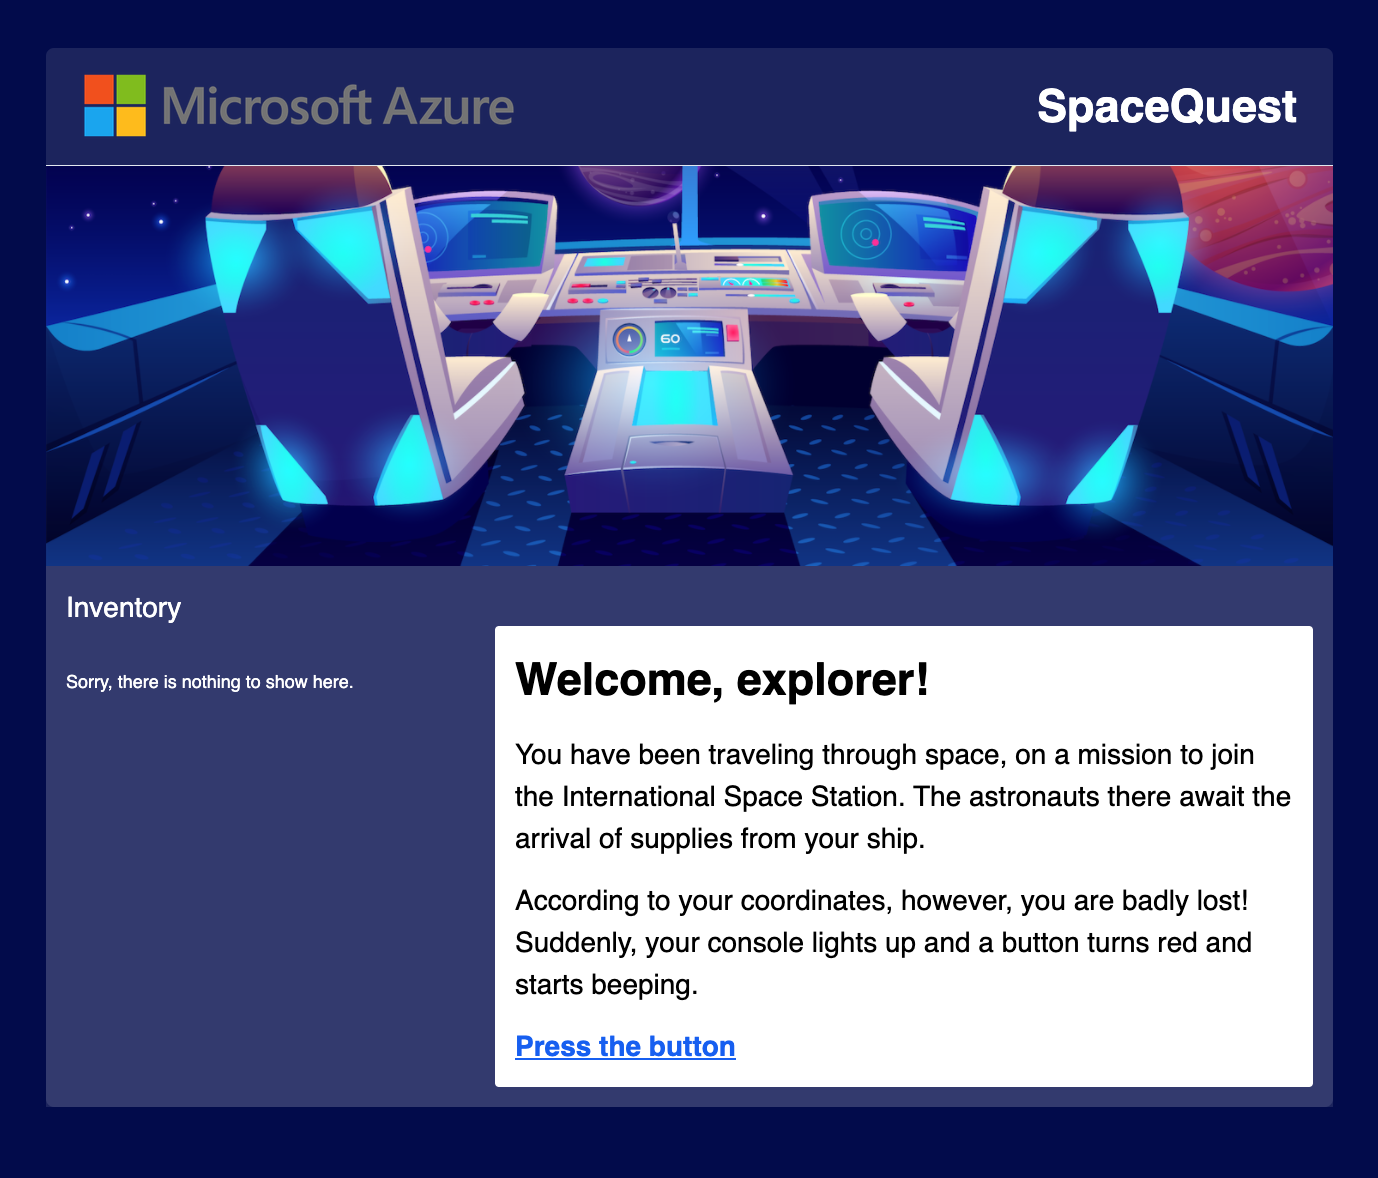 Microsoft Azure
SpaceQuest
60
Inventory
Sorry, there is nothing to show here.
Welcome, explorer!
You have been traveling through space, on a mission to join
the International Space Station. The astronauts there await the
arrival of supplies from your ship.
According to your coordinates, however, you are badly lost!
Suddenly, your console lights up and a button turns red and
starts beeping.
Press the button